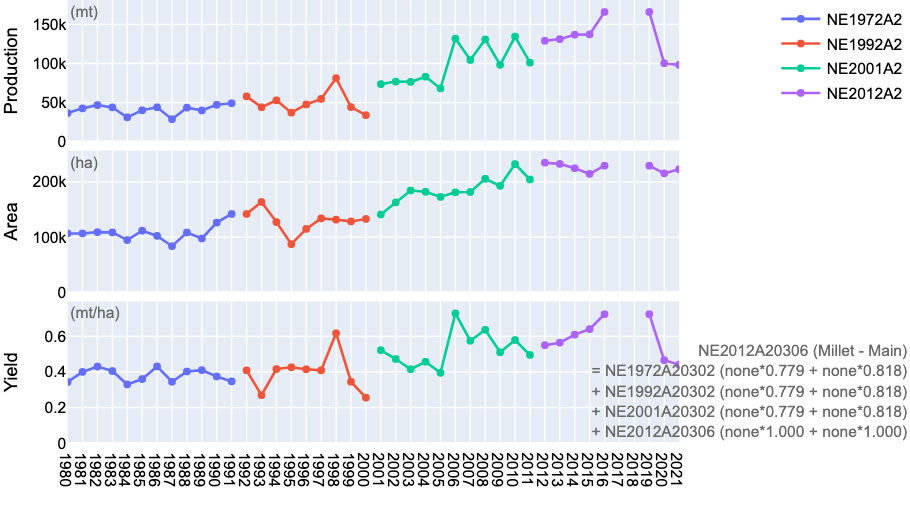 (mt)
150k
100k
50k
0
Production
NE1972A2
NE1992A2
NE2001A2
NE2012A2
(ha)
200k
100k
0
Area
(mt/ha)
0.6
0.4
0.2
0
Yield
NE2012A20306 (Millet - Main)
= NE1972A20302 (none*0.779 + none*0.818)
+ NE1992A20302 (none*0.779 + none*0.818)
+ NE2001A20302 (none*0.779 + none*0.818)
+ NE2012A20306 (none*1.000 + none*1.000)
1980
1981
1982
1983
1984
1985
1986
1987
1988
1989
1990
1991
1992
1993
1994
1995
1996
1997
1998
1999
2000
2001
2002
2003
2005
2006
2007
2008
2009
2010
2011
2012
2013
2014
2015
2016
2017
2018
2019
2020
2021